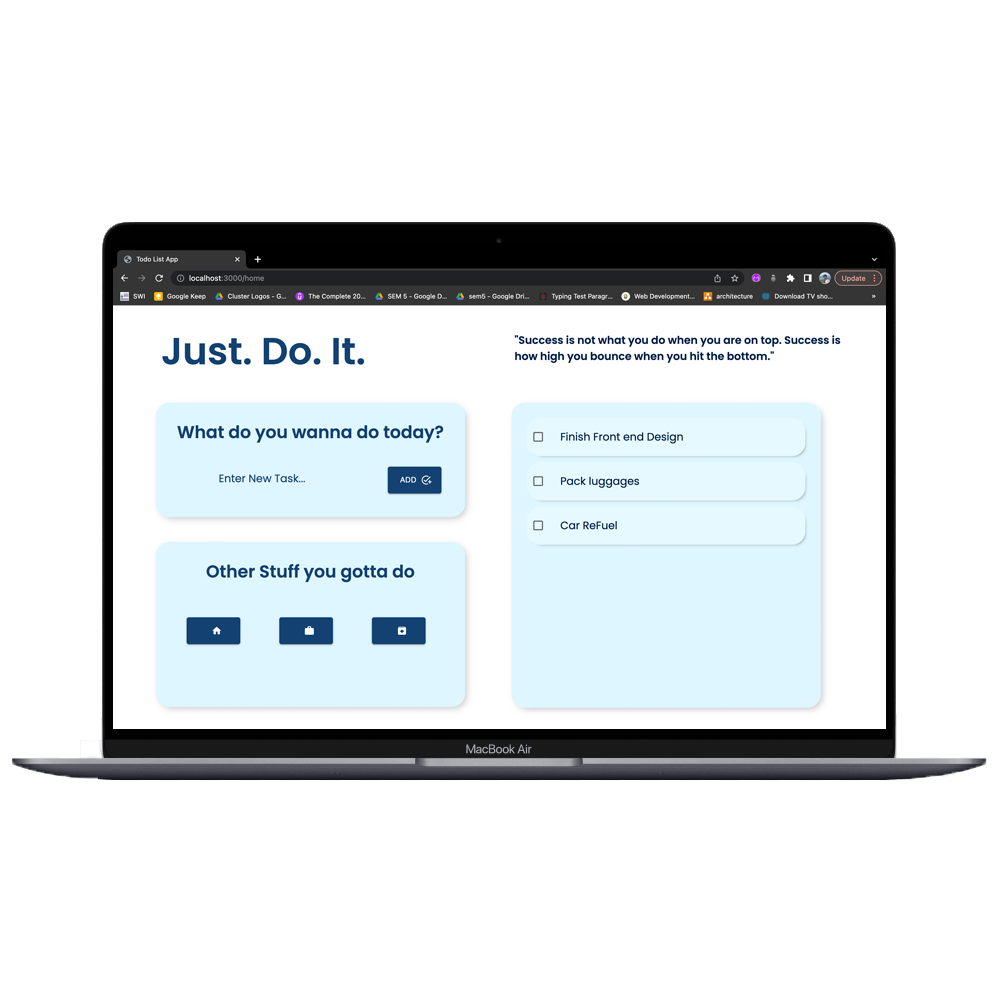 Todo List App
localhost:3000/home
Update
SWI
Google Keep
Cluster Logos - G...
The Complete 20...
SEM 5 - Google D...
sem5 - Google Dri...
Typing Test Paragr...
Web Development...
architecture
Download TV sho...
»
Just. Do. It.
"Success is not what you do when you are on top. Success is
how high you bounce when you hit the bottom."
What do you wanna do today?
Enter New Task...
ADD
Other Stuff you gotta do
Finish Front end Design
Pack luggages
Car ReFuel
MacBook Air